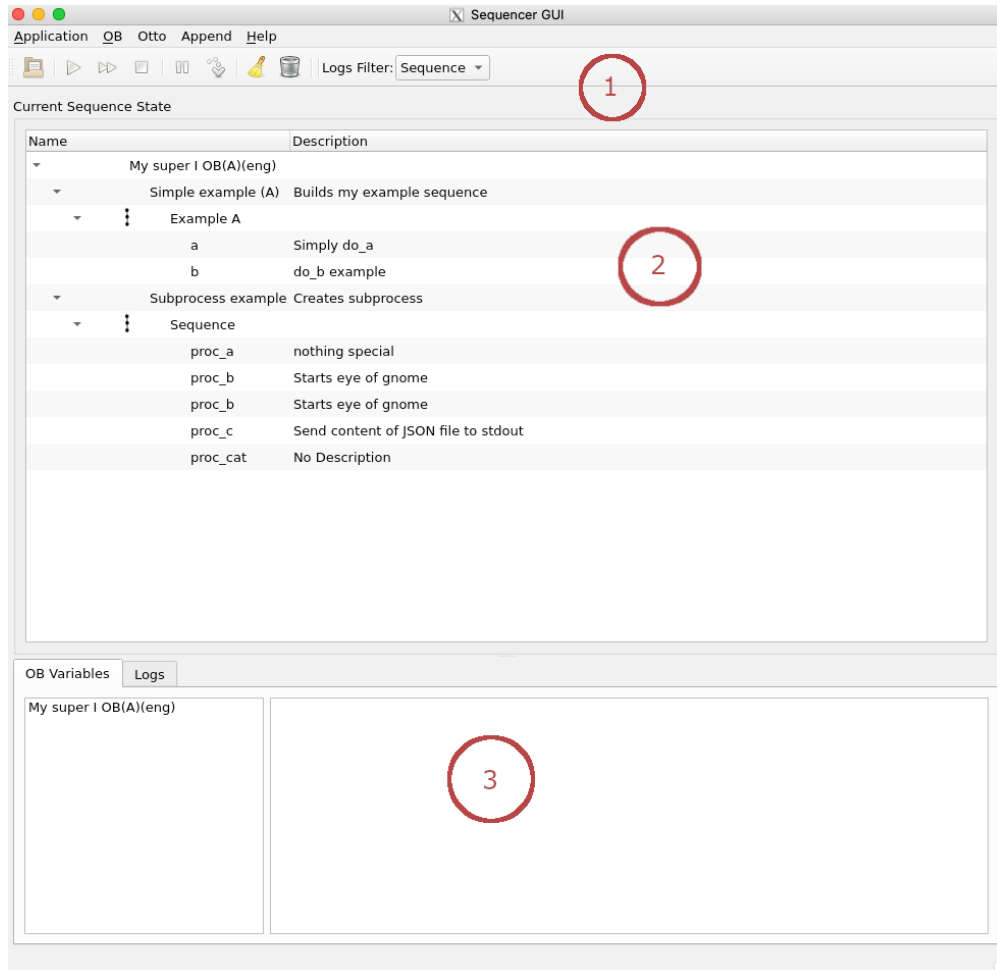 Sequencer GUI
Application OB Otto Append Help
Logs Filter: Sequence
1
Current Sequence State
Name Description
My super I OB(A)(eng)
Simple example (A) Builds my example sequence
Example A
a Simply do_a
2
b do_b example
Subprocess example Creates subprocess
Sequence
proc_a nothing special
proc_b Starts eye of gnome
proc_b Starts eye of gnome
proc_c Send content of JSON file to stdout
proc_cat No Description
OB Variables Logs
My super I OB(A)(eng)
3